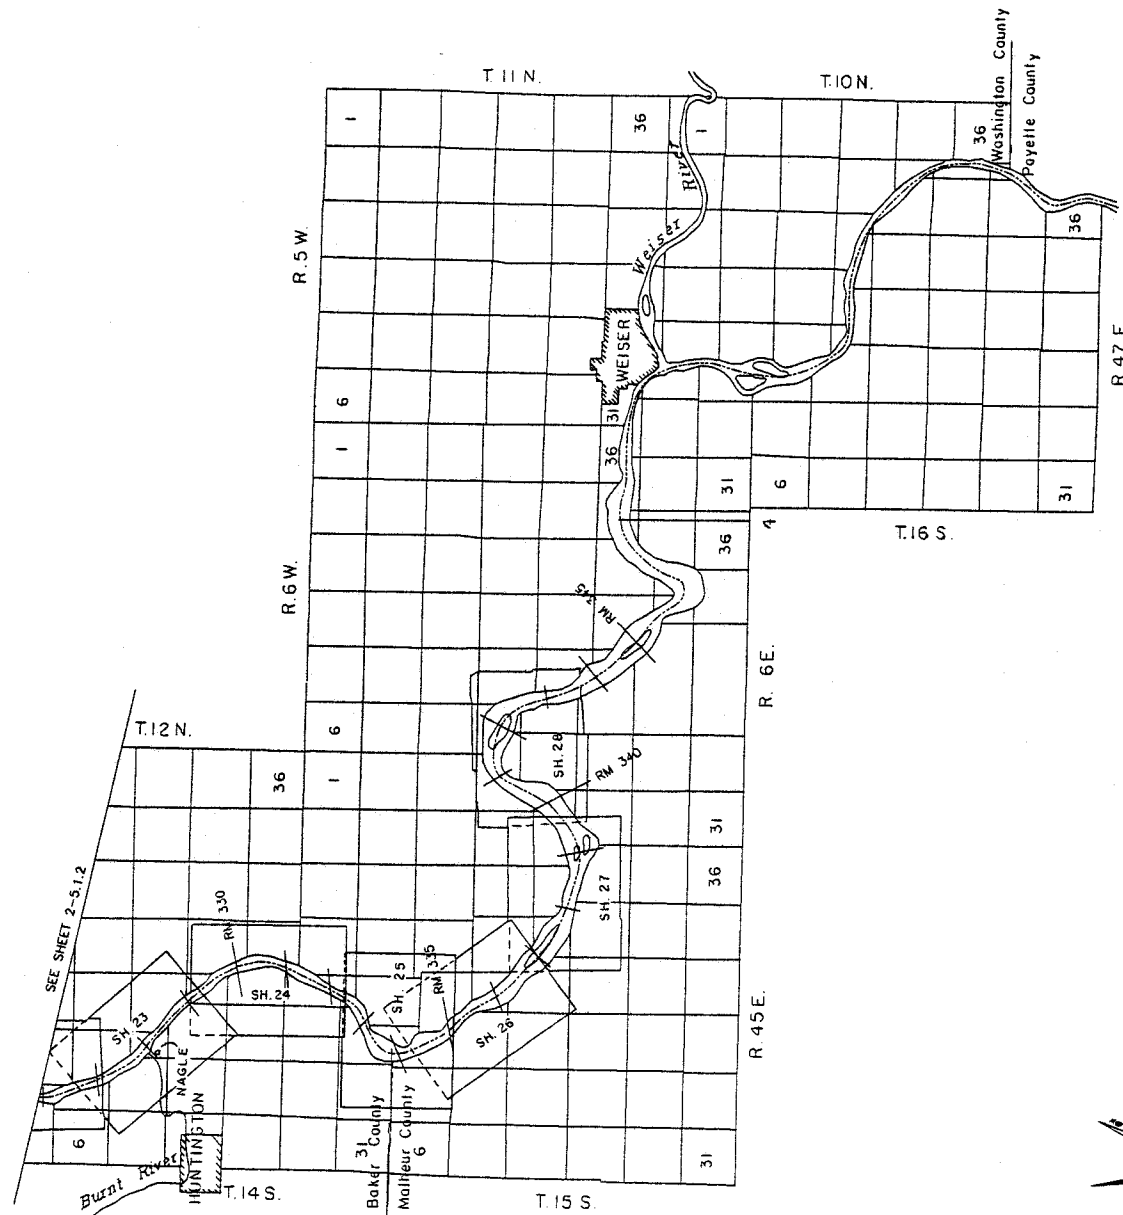 T. 11 N.
T. 10 N.
Washington County
Payette County
1
36
1
36
36
River
Weiser
R. 5 W.
WEISER
R. 47 E.
6
31
1
36
31
6
31
36
4
T. 16 S.
R. 6 W.
RM 345
R. 6E.
T. 12 N.
6
SH. 28
36
1
RM 340
31
SEE SHEET 2-5.1.2
36
SH. 27
RM 330
SH. 25
RM 335
SH. 24
SH. 23
SH. 26
R. 45 E.
NAGLE
HUNTINGTON
6
Baker County
Malheur County
31
6
31
Burnt River
T. 14 S.
T. 15 S.